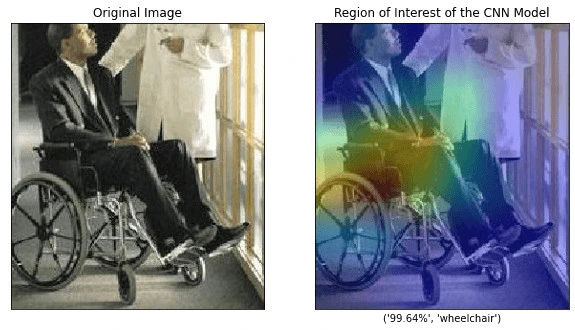 Original Image
Region of Interest of the CNN Model
('99.64%', 'wheelchair')